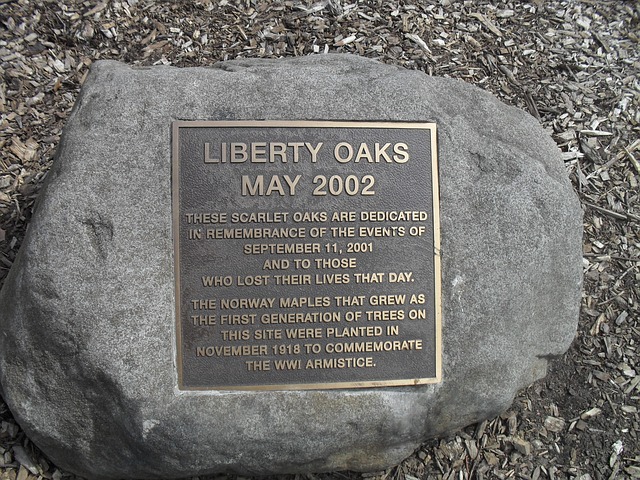 LIBERTY OAKS
MAY 2002
THESE SCARLET OAKS ARE DEDICATED
IN REMEMBRANCE OF THE EVENTS OF
SEPTEMBER 11, 2001
AND TO THOSE
WHO LOST THEIR LIVES THAT DAY.
THE NORWAY MAPLES THAT GREW AS
THE FIRST GENERATION OF TREES ON
THIS SITE WERE PLANTED IN
NOVEMBER 1918 TO COMMEMORATE
THE WWI ARMISTICE.